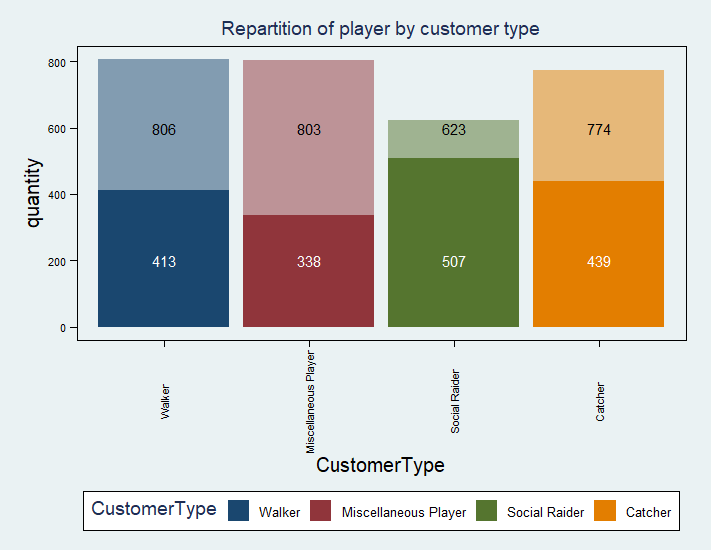 Repartition of player by customer type
quantity
800
600
400
200
0
806
803
623
774
413
338
507
439
Walker
Miscellaneous Player
Social Raider
Catcher
CustomerType
CustomerType Walker Miscellaneous Player Social Raider Catcher